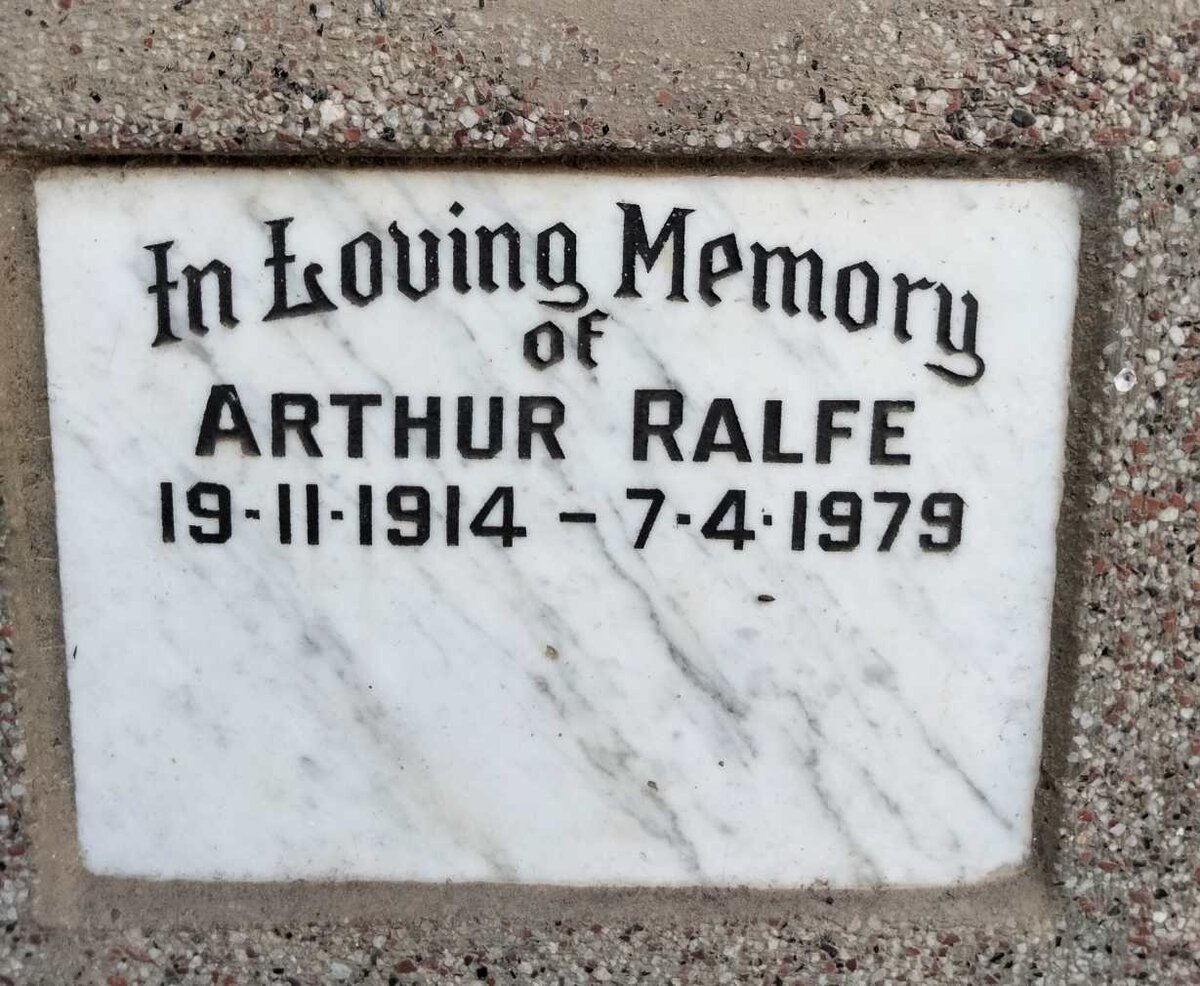 In Loving Memory
of
ARTHUR RALFE
19·11·1914 – 7·4·1979